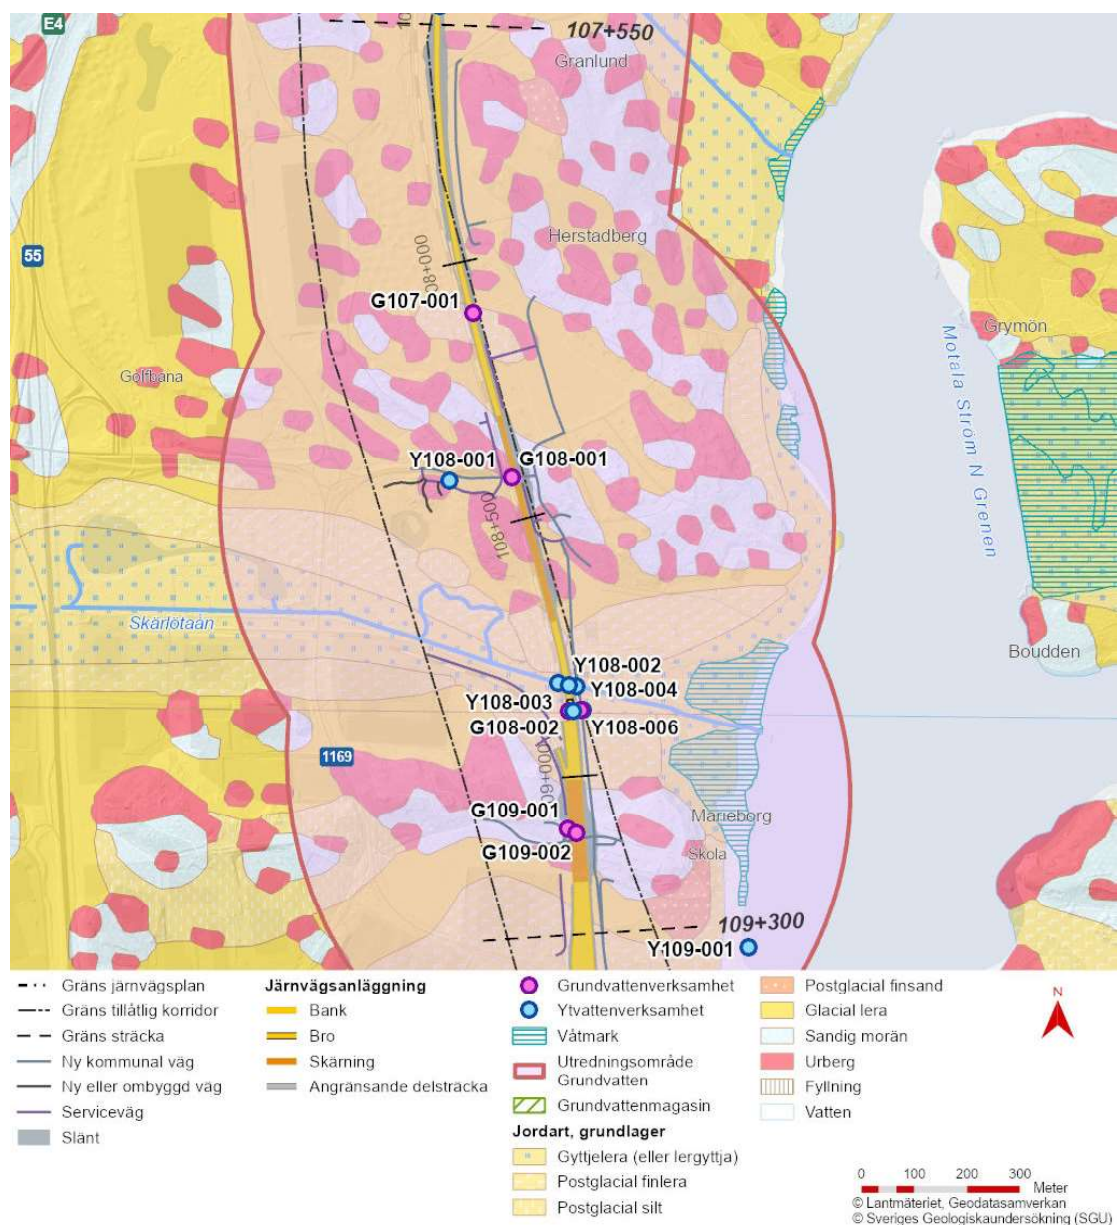 E4
107+550
Granlund
Herstadberg
108+000
55
G107-001
Grymön
Motala Ström N Grenen
Golfbana
Y108-001
G108-001
108+500
Skärlötaån
Boudden
Y108-002
Y108-003
Y108-004
G108-002
Y108-006
1169
109+000
G109-001
Marieborg
G109-002
Skola
109+300
Y109-001
Gräns järnvägsplan
Gräns tillåtlig korridor
Gräns sträcka
Ny kommunal väg
Ny eller ombyggd väg
Serviceväg
Slänt
Järnvägsanläggning
Bank
Bro
Skärning
Angränsande delsträcka
Grundvattenverksamhet
Ytvattenverksamhet
Våtmark
Utredningsområde
Grundvatten
Grundvattenmagasin
Jordart, grundlager
Gyttjelera (eller lergyttja)
Postglacial finlera
Postglacial silt
Postglacial finsand
Glacial lera
Sandig morän
Urberg
Fyllning
Vatten
N
0 100 200 300
Meter
© Lantmäteriet, Geodatasamverkan
© Sveriges Geologiskaundersökning (SGU)